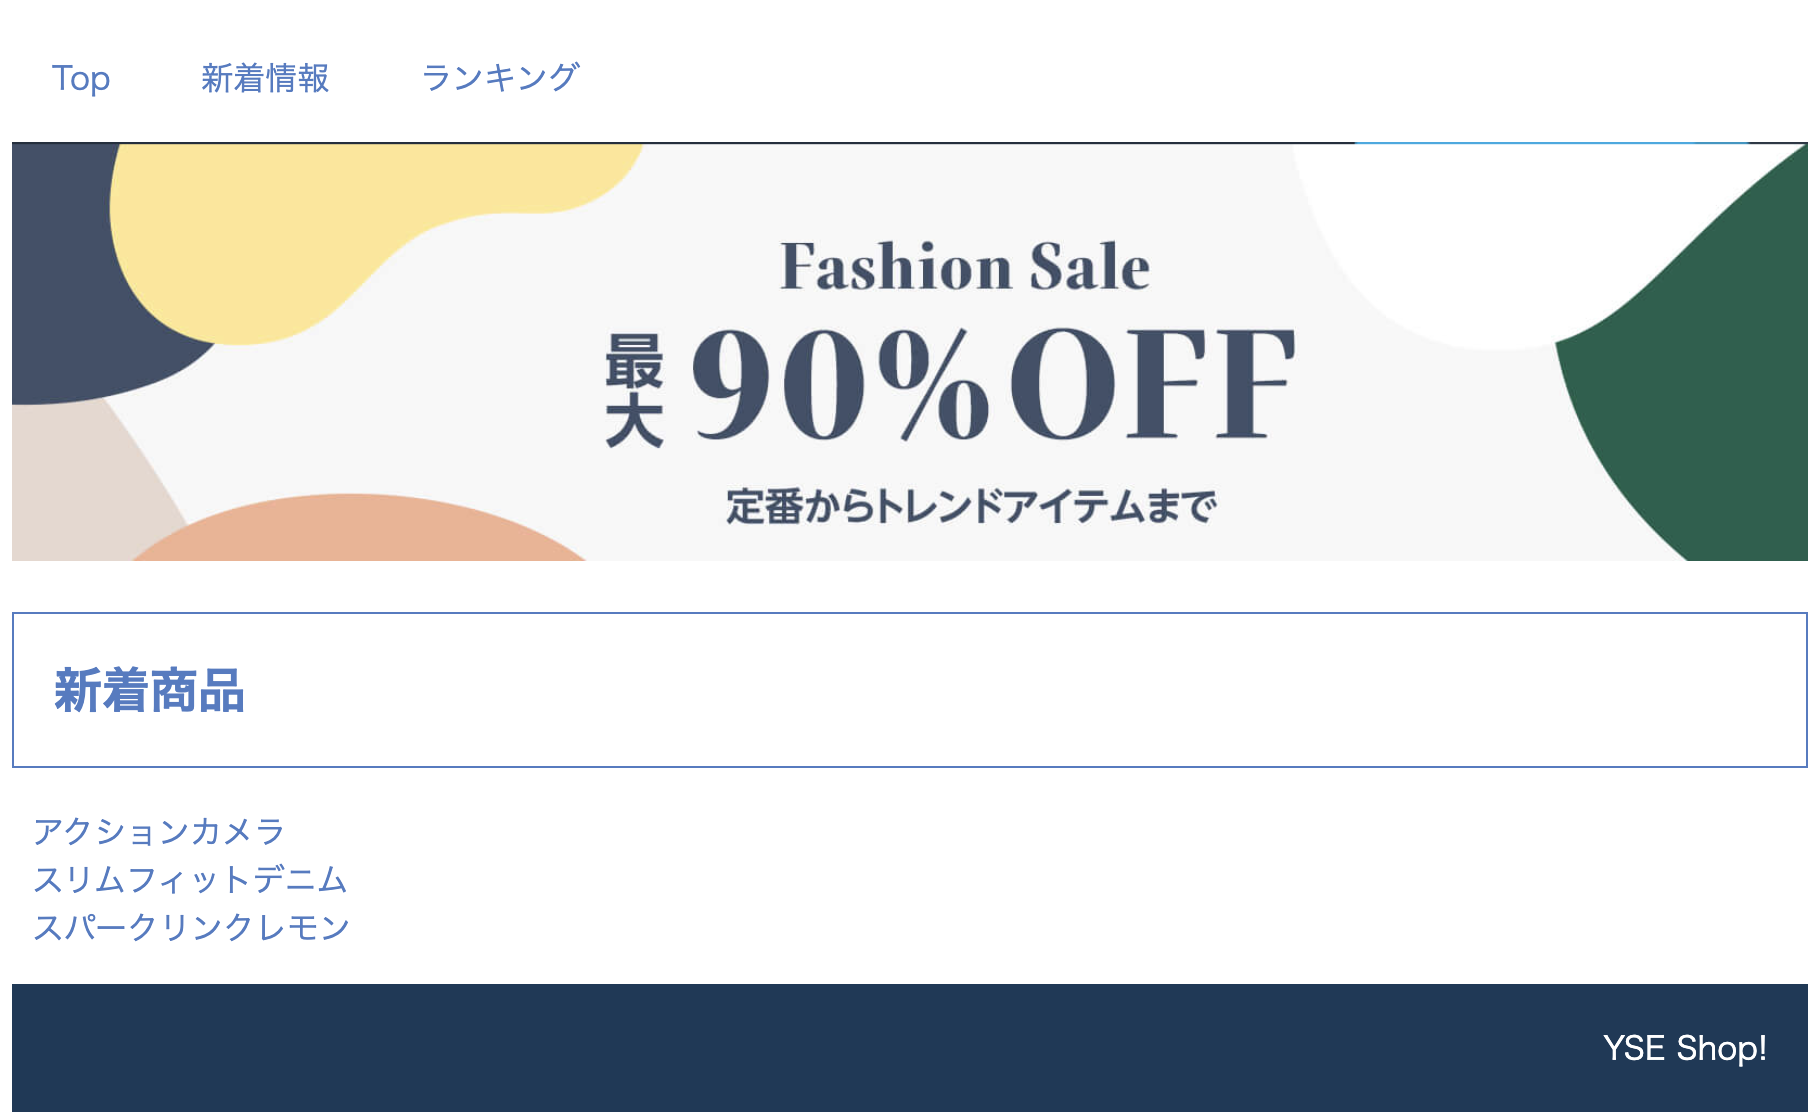 Top 新着情報 ランキング
Fashion Sale
最大 90%OFF
定番からトレンドアイテムまで
新着商品
アクションカメラ
スリムフィットデニム
スパークリンクレモン
YSE Shop!